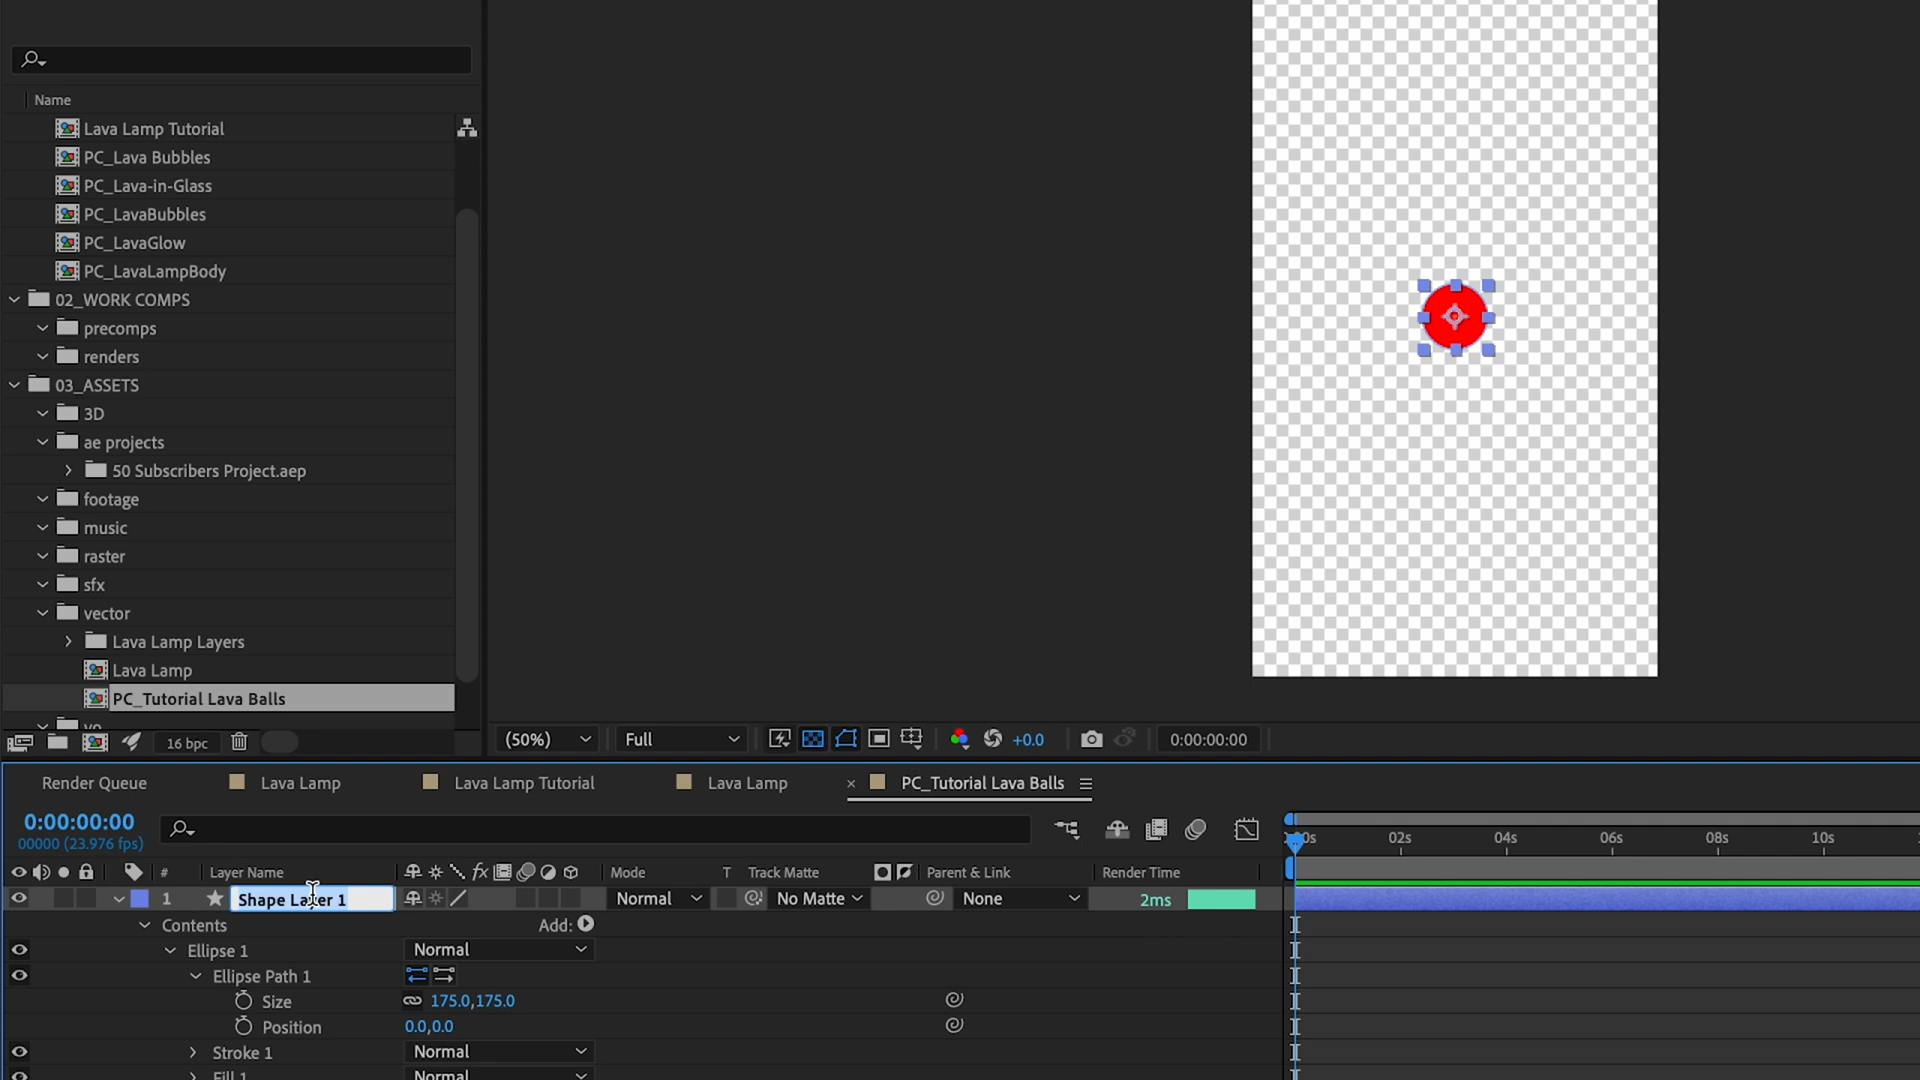 Name
Lava Lamp Tutorial
PC_Lava Bubbles
PC_Lava-in-Glass
PC_LavaBubbles
PC_LavaGlow
PC_LavaLampBody
02_WORK COMPS
precomps
renders
03_ASSETS
3D
ae projects
50 Subscribers Project.aep
footage
music
raster
sfx
vector
Lava Lamp Layers
Lava Lamp
PC_Tutorial Lava Balls
vo
16 bpc
(50%) Full +0.0 0:00:00:00
Render Queue Lava Lamp Lava Lamp Tutorial Lava Lamp × PC_Tutorial Lava Balls
0:00:00:00
00000 (23.976 fps)
02s 04s 06s 08s 10s
# Layer Name fx Mode T Track Matte Parent & Link Render Time
1 Shape Layer 1 Normal No Matte None 2ms
Contents Add:
Ellipse 1 Normal
Ellipse Path 1
Size 175.0,175.0
Position 0.0,0.0
Stroke 1 Normal
Fill 1 Normal